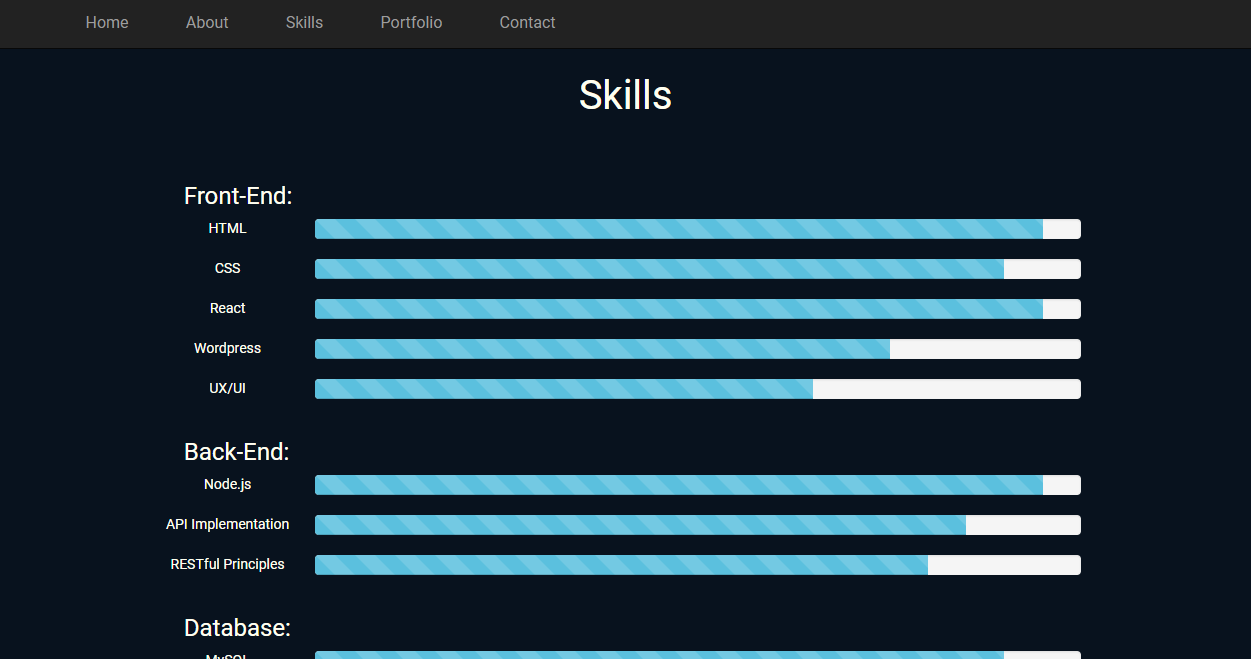 Home About Skills Portfolio Contact
Skills
Front-End:
HTML
CSS
React
Wordpress
UX/UI
Back-End:
Node.js
API Implementation
RESTful Principles
Database:
MySQL